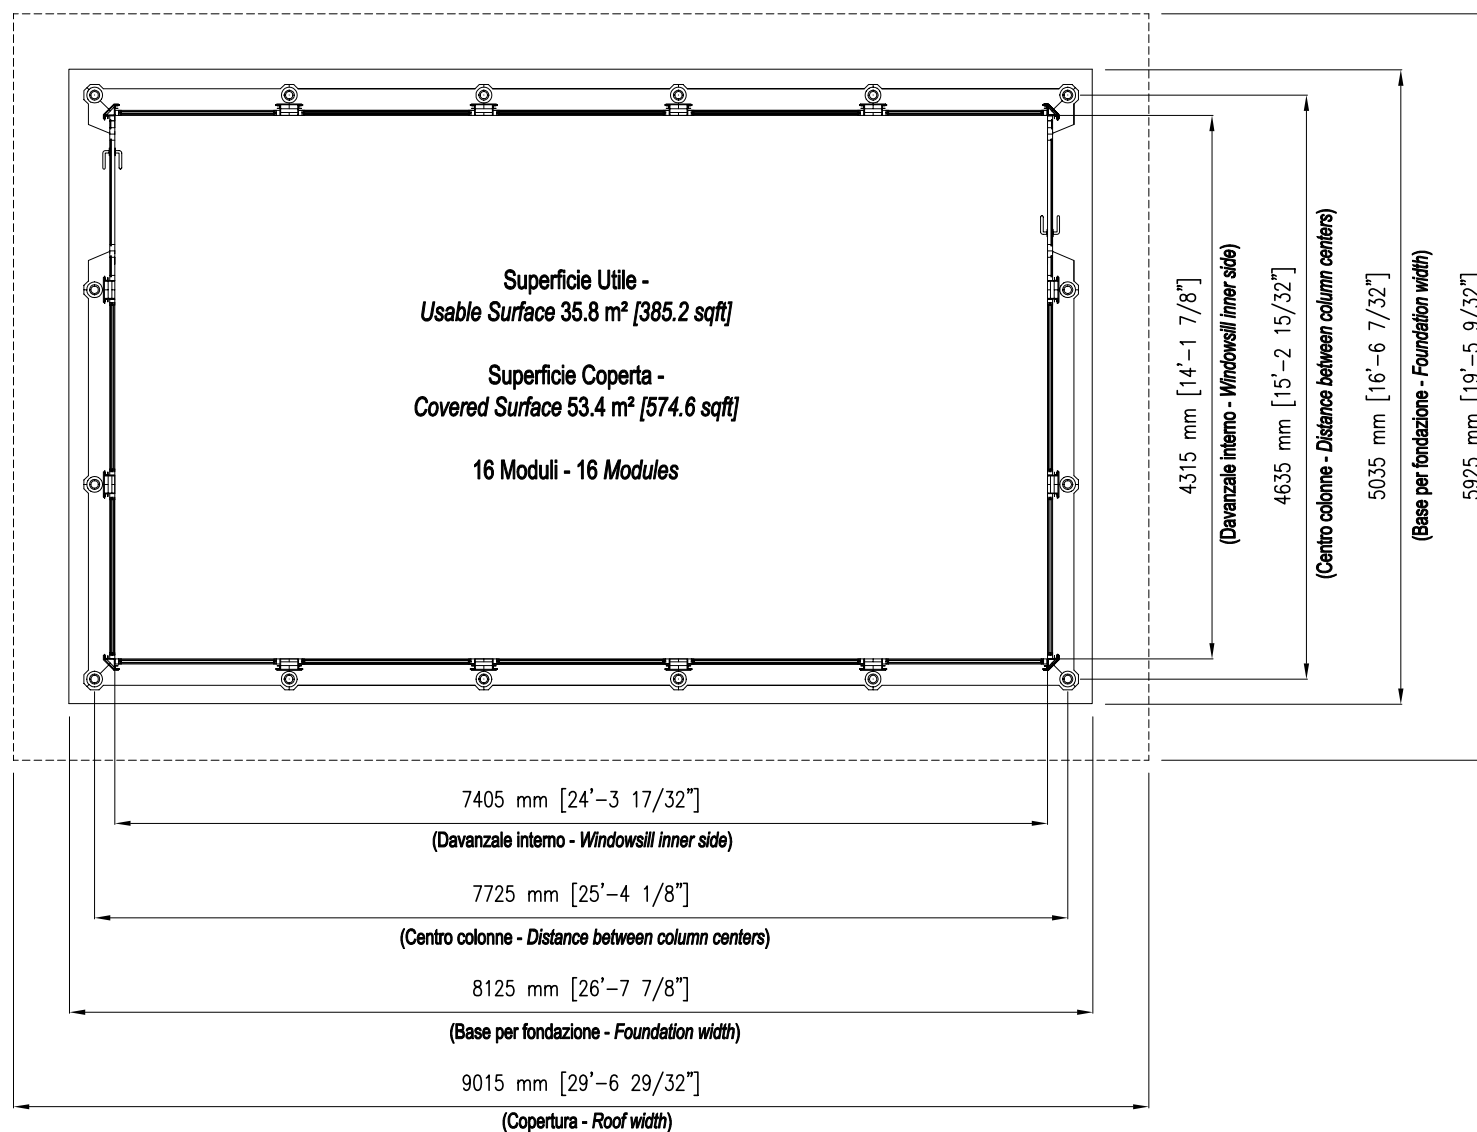 Superficie Utile -
Usable Surface 35.8 m² [385.2 sqft]
Superficie Coperta -
Covered Surface 53.4 m² [574.6 sqft]
16 Moduli - 16 Modules
4315 mm [14'-1 7/8"]
(Davanzale interno - Windowsill inner side)
4635 mm [15'-2 15/32"]
(Centro colonne - Distance between column centers)
5035 mm [16'-6 7/32"]
(Base per fondazione - Foundation width)
5925 mm [19'-5 9/32"]
7405 mm [24'-3 17/32"]
(Davanzale interno - Windowsill inner side)
7725 mm [25'-4 1/8"]
(Centro colonne - Distance between column centers)
8125 mm [26'-7 7/8"]
(Base per fondazione - Foundation width)
9015 mm [29'-6 29/32"]
(Copertura - Roof width)